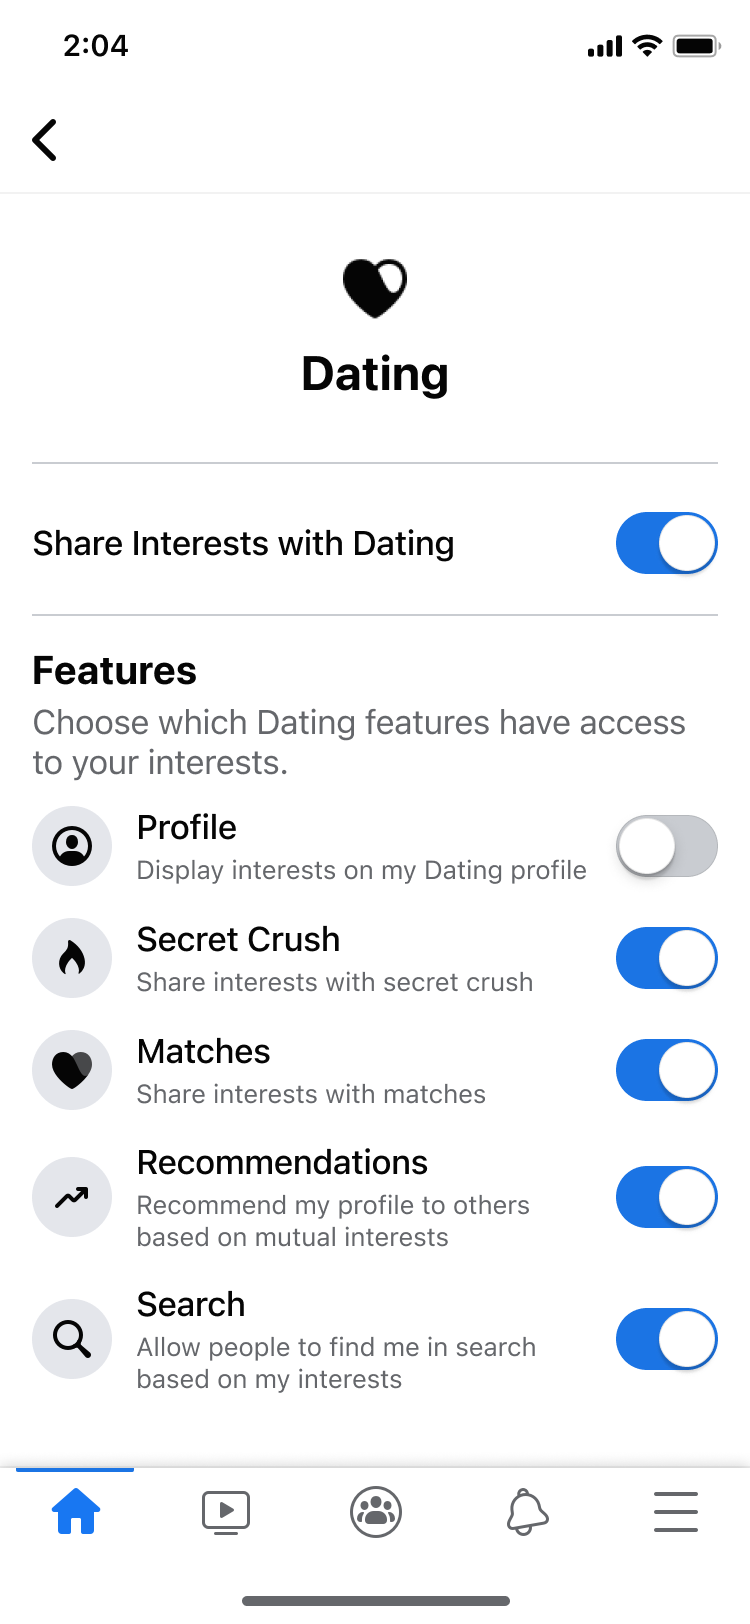 2:04
Dating
Share Interests with Dating
Features
Choose which Dating features have access
to your interests.
Profile
Display interests on my Dating profile
Secret Crush
Share interests with secret crush
Matches
Share interests with matches
Recommendations
Recommend my profile to others
based on mutual interests
Search
Allow people to find me in search
based on my interests